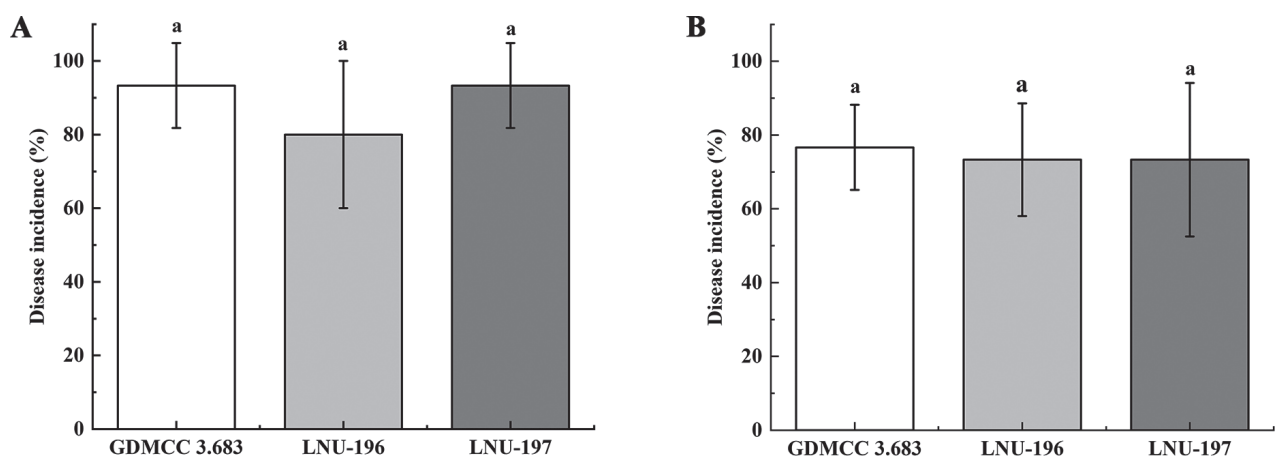 A
Disease incidence (%)
100
80
60
40
20
0
a
a
a
GDMCC 3.683
LNU-196
LNU-197
B
Disease incidence (%)
100
80
60
40
20
0
a
a
a
GDMCC 3.683
LNU-196
LNU-197